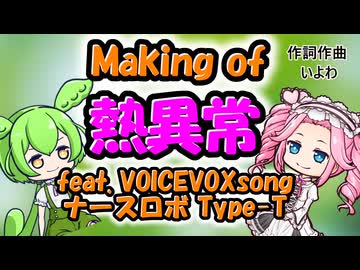 Making of
作詞作曲
いよわ
熱異常
feat. VOICEVOXsong
ナースロボ Type-T